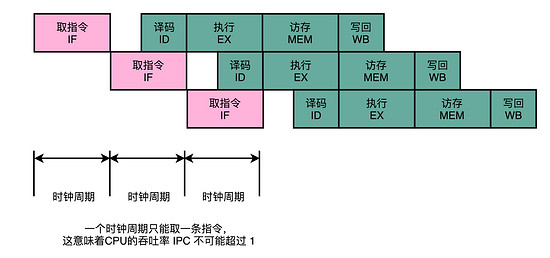 取指令
IF
译码
ID
执行
EX
访存
MEM
写回
WB
取指令
IF
译码
ID
执行
EX
访存
MEM
写回
WB
取指令
IF
译码
ID
执行
EX
访存
MEM
写回
WB
时钟周期
时钟周期
时钟周期
一个时钟周期只能取一条指令，
这意味着CPU的吞吐率 IPC 不可能超过 1